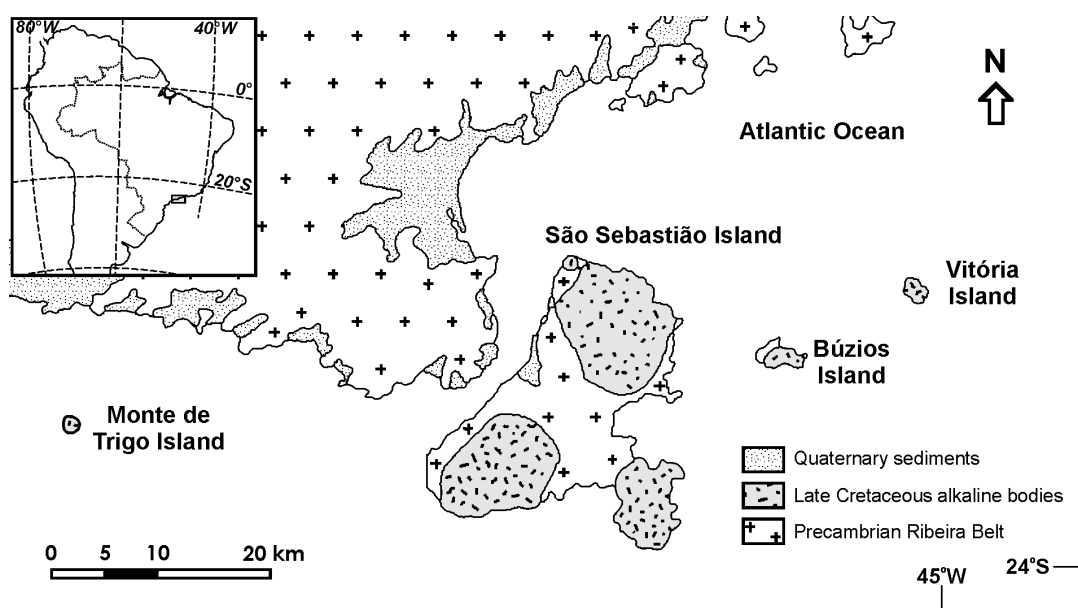 80°W
40°W
0°
20°S
N
Atlantic Ocean
São Sebastião Island
Vitória
Island
Búzios
Island
Monte de
Trigo Island
Quaternary sediments
Late Cretaceous alkaline bodies
Precambrian Ribeira Belt
0 5 10 20 km
24°S
45°W